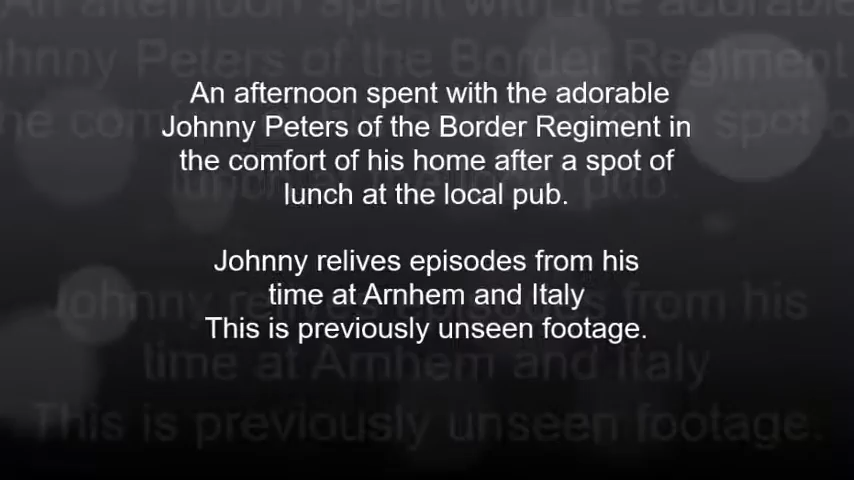 An afternoon spent with the adorable
Johnny Peters of the Border Regiment in
the comfort of his home after a spot of
lunch at the local pub.
Johnny relives episodes from his
time at Arnhem and Italy
This is previously unseen footage.